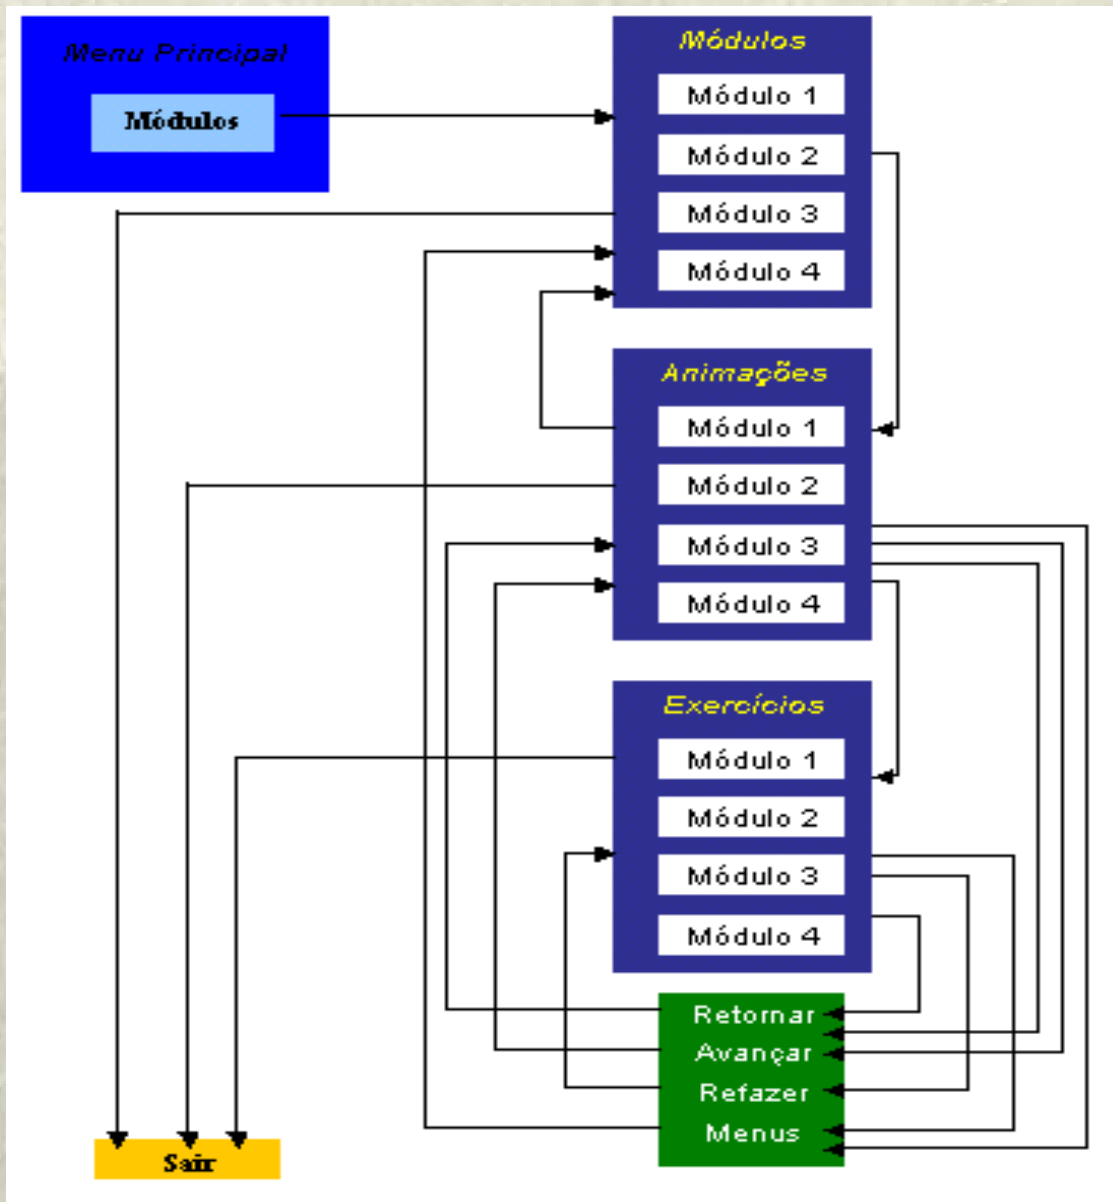 Menu Principal
Módulos
Módulos
Módulo 1
Módulo 2
Módulo 3
Módulo 4
Animações
Módulo 1
Módulo 2
Módulo 3
Módulo 4
Exercícios
Módulo 1
Módulo 2
Módulo 3
Módulo 4
Retornar
Avançar
Refazer
Menus
Sair